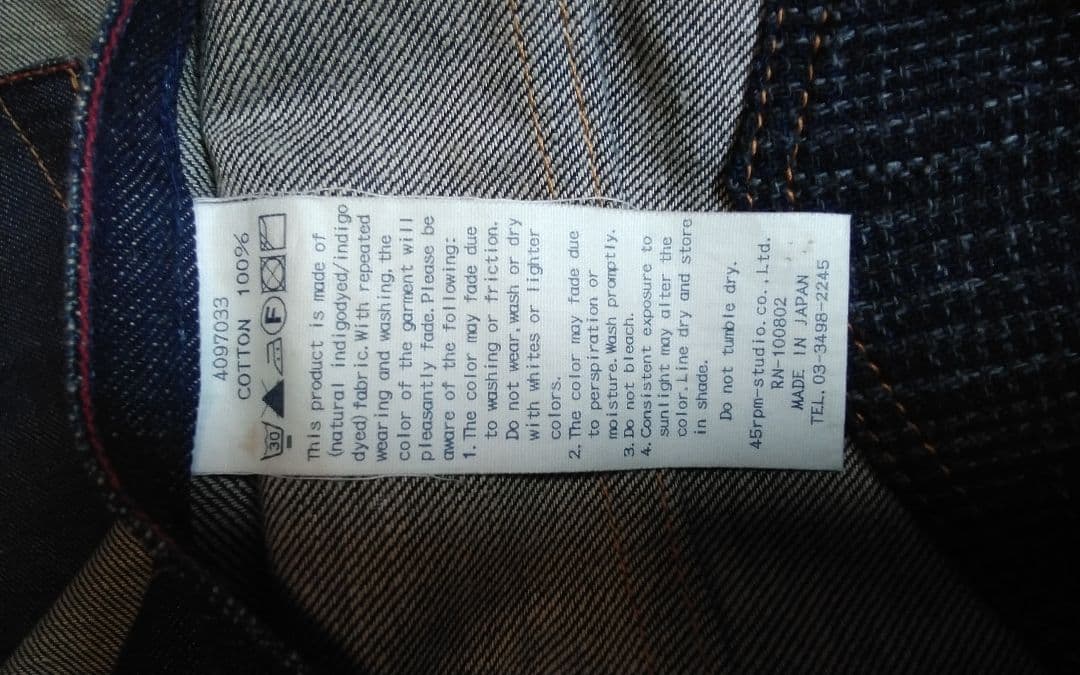 4097033
COTTON 100%
30 F
This product is made of
(natural indigodyed/indigo
dyed) fabric. With repeated
wear ing and washing, the
color of the garment will
pleasantly fade. Please be
aware of the following:
1. The color may fade due
to washing or friction.
Do not wear, wash or dry
with whites or lighter
colors.
2. The color may fade due
to perspiration or
moisture. Wash promptly.
3. Do not bleach.
4. Consistent exposure to
sunlight may alter the
color. Line dry and store
in shade.
Do not tumble dry.
45rpm-studio. co., Ltd.
RN-100802
MADE IN JAPAN
TEL. 03-3498-2245